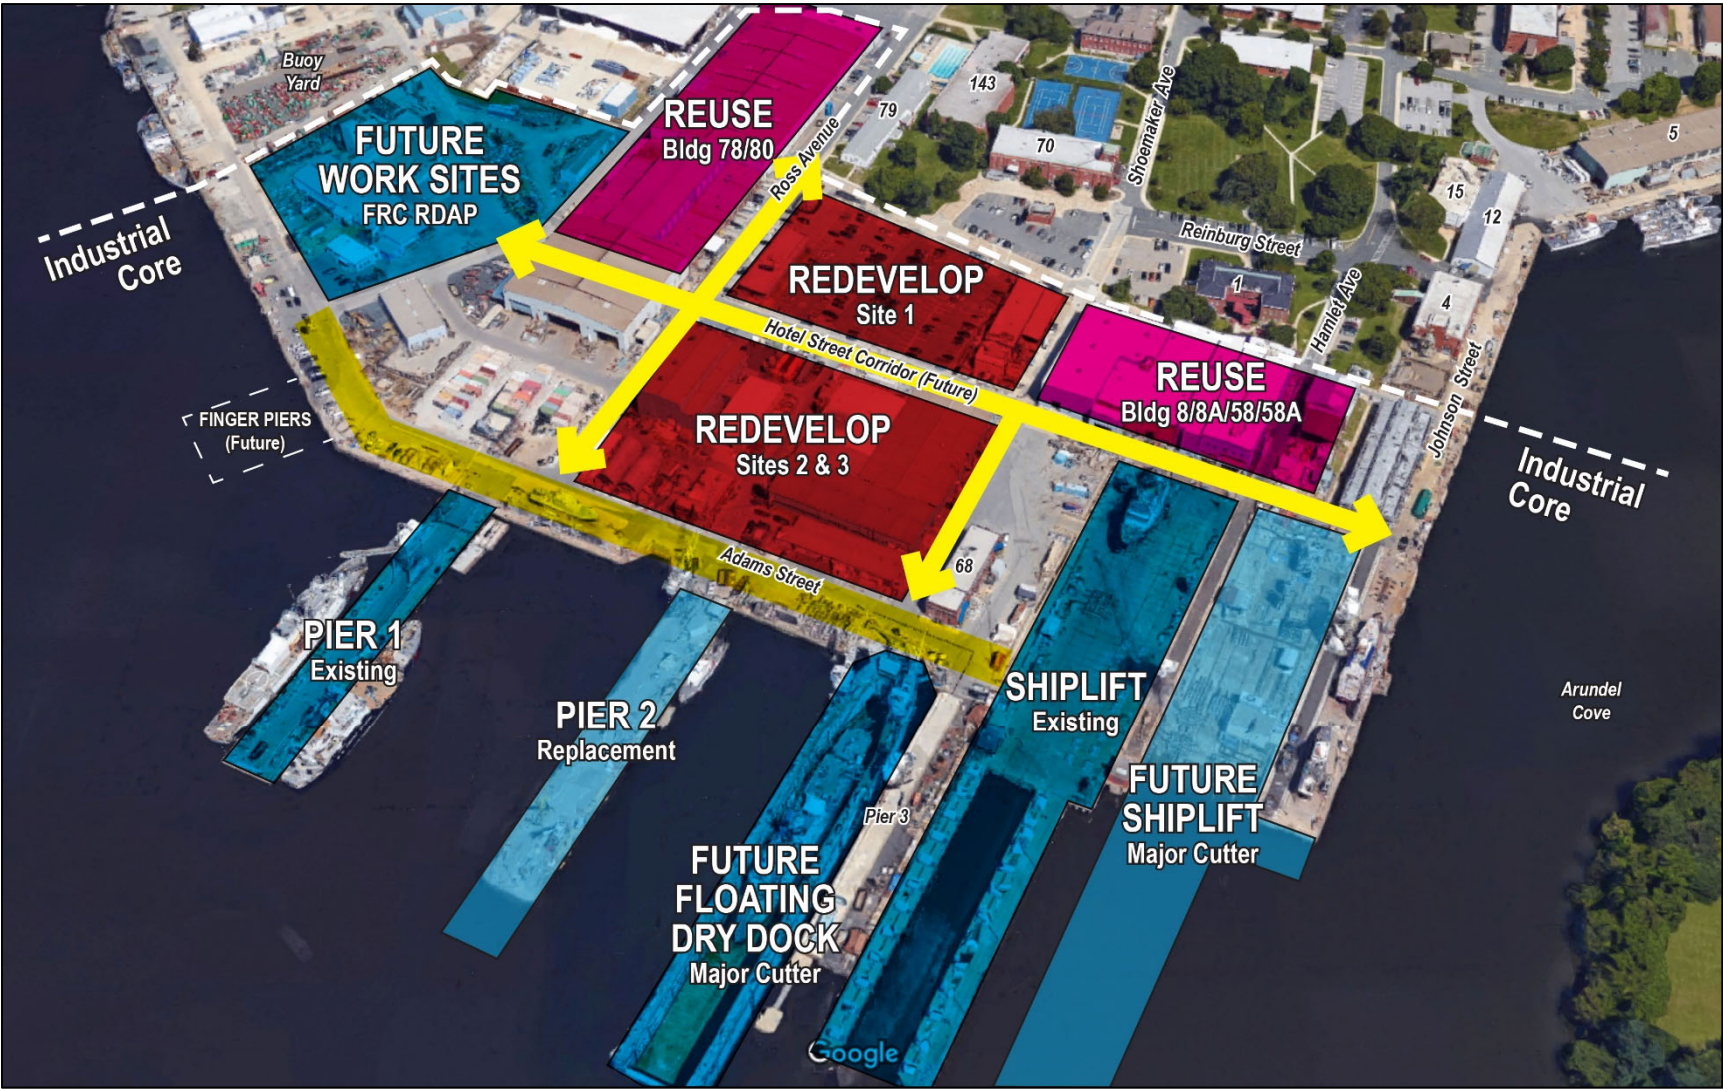 Buoy
Yard
FUTURE
WORK SITES
FRC RDAP
REUSE
Bldg 78/80
Ross Avenue
79
143
70
Shoemaker Ave
5
15
12
Reinburg Street
1
Hamlet Ave
4
Johnson Street
Industrial
Core
REDEVELOP
Site 1
Hotel Street Corridor (Future)
REUSE
Bldg 8/8A/58/58A
FINGER PIERS
(Future)
REDEVELOP
Sites 2 & 3
Industrial
Core
Adams Street
68
PIER 1
Existing
PIER 2
Replacement
SHIPLIFT
Existing
Arundel
Cove
FUTURE
SHIPLIFT
Major Cutter
Pier 3
FUTURE
FLOATING
DRY DOCK
Major Cutter
Google